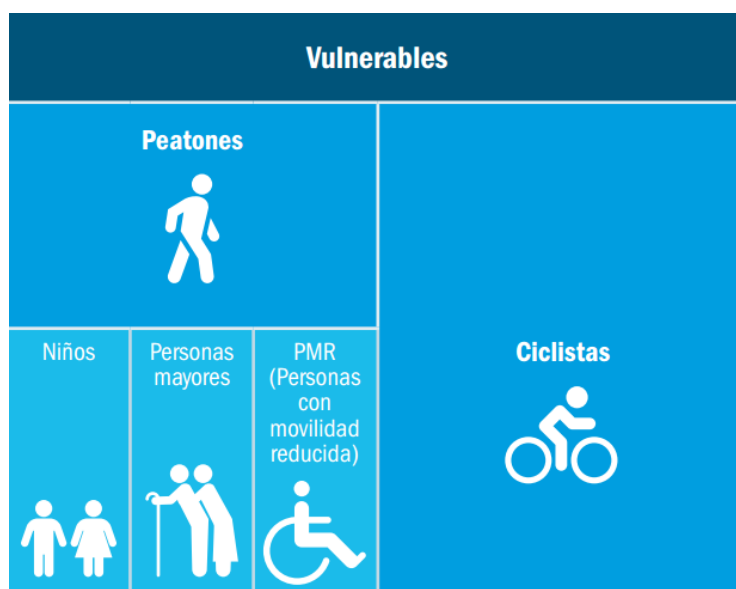 Vulnerables
Peatones
Niños
Personas
mayores
PMR
(Personas
con
movilidad
reducida)
Ciclistas